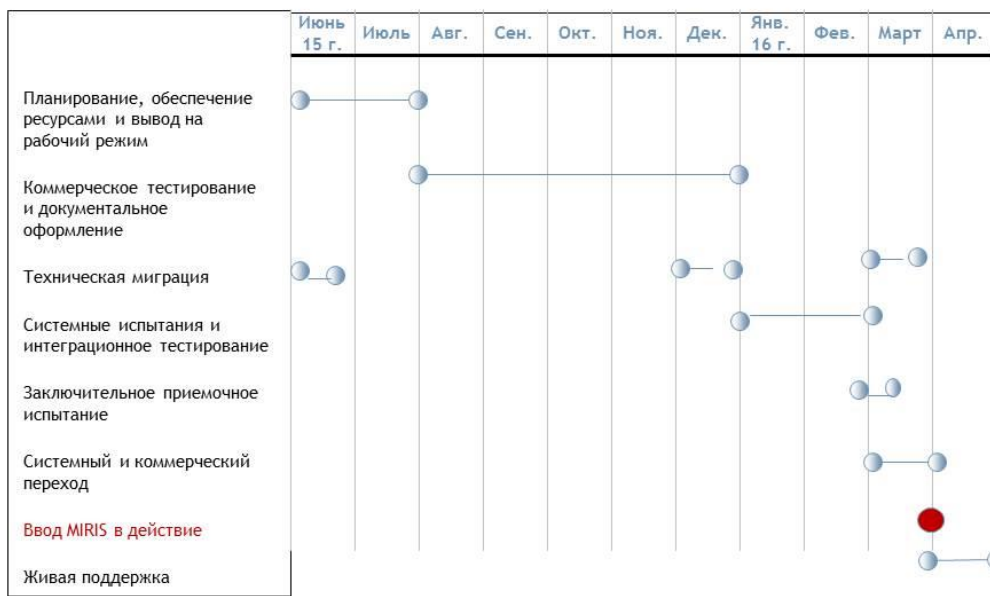 Июнь 15 г. Июль Авг. Сен. Окт. Ноя. Дек. Янв. 16 г. Фев. Март Апр.
Планирование, обеспечение
ресурсами и вывод на
рабочий режим
Коммерческое тестирование
и документальное
оформление
Техническая миграция
Системные испытания и
интеграционное тестирование
Заключительное приемочное
испытание
Системный и коммерческий
переход
Ввод MIRIS в действие
Живая поддержка